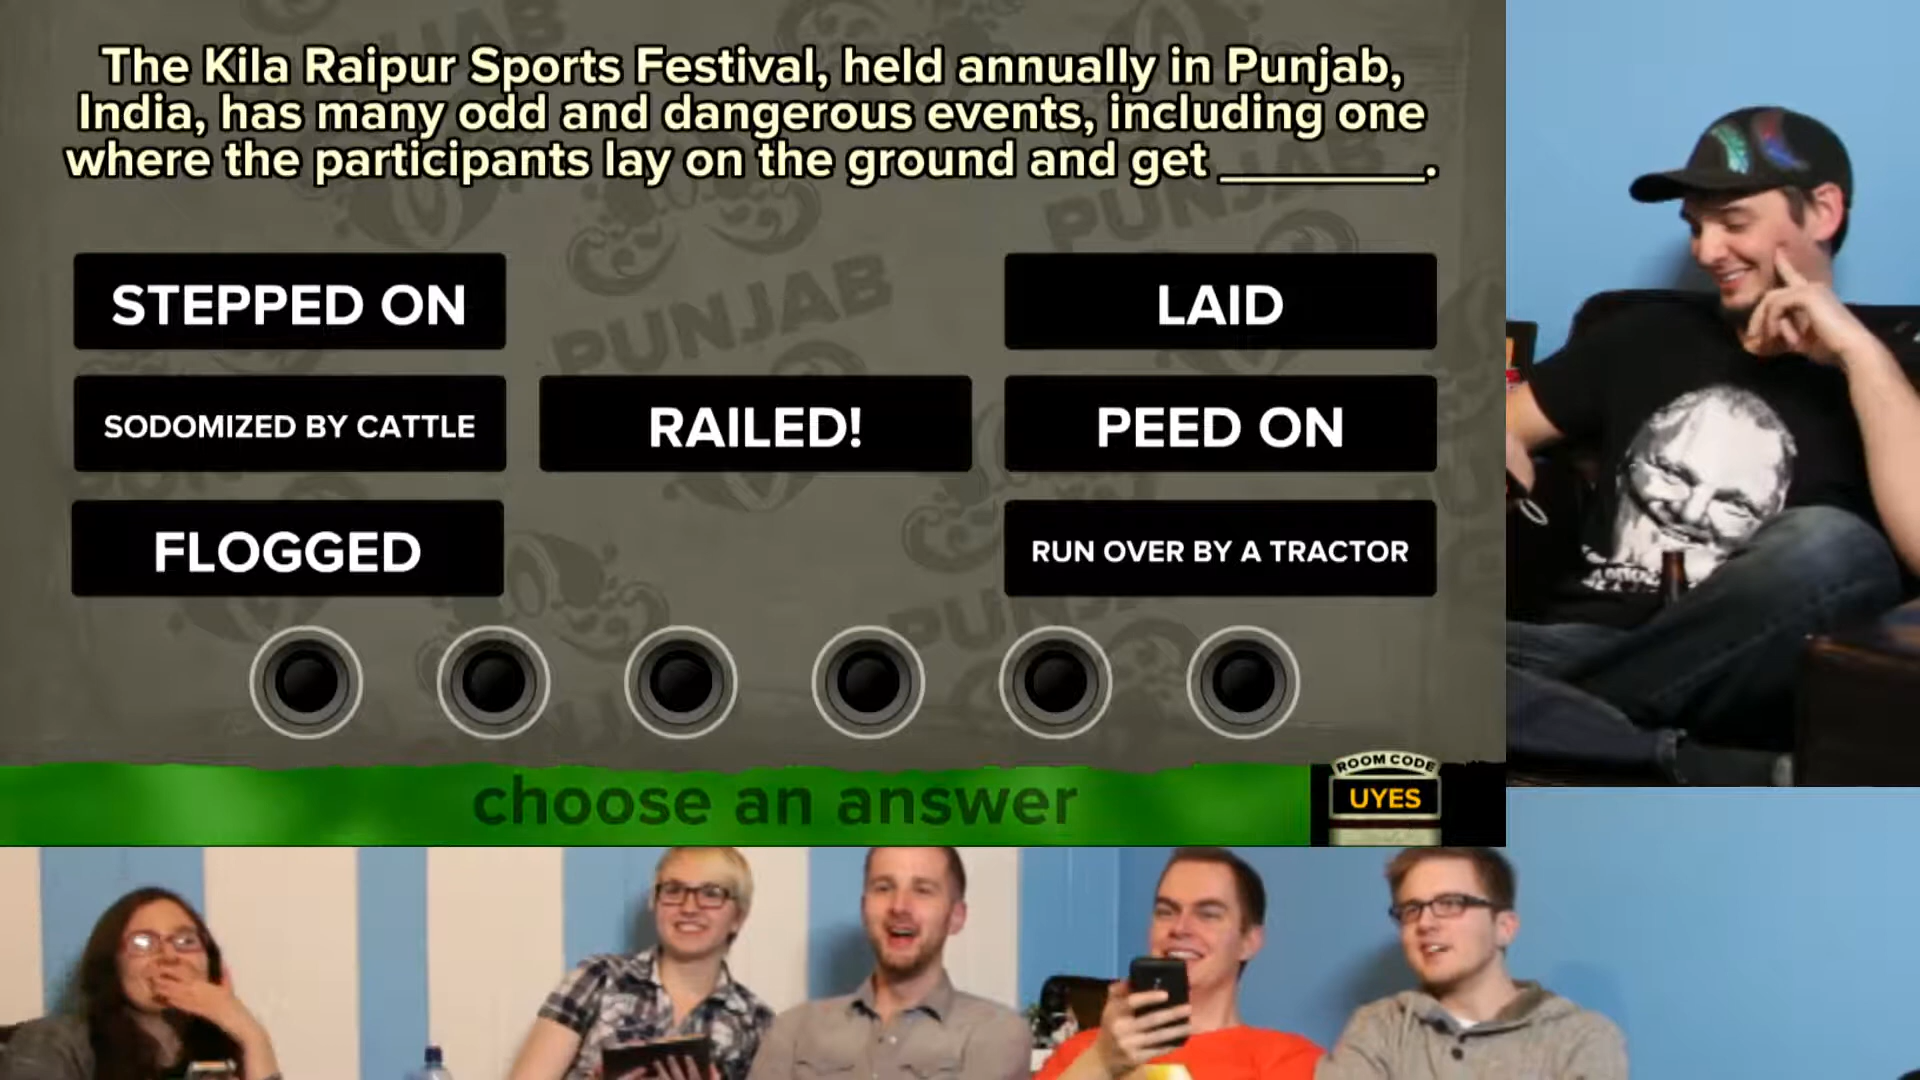 The Kila Raipur Sports Festival, held annually in Punjab,
India, has many odd and dangerous events, including one
where the participants lay on the ground and get ________.
STEPPED ON
LAID
SODOMIZED BY CATTLE
RAILED!
PEED ON
FLOGGED
RUN OVER BY A TRACTOR
choose an answer
ROOM CODE
UYES
PUNJAB
PUNJAB